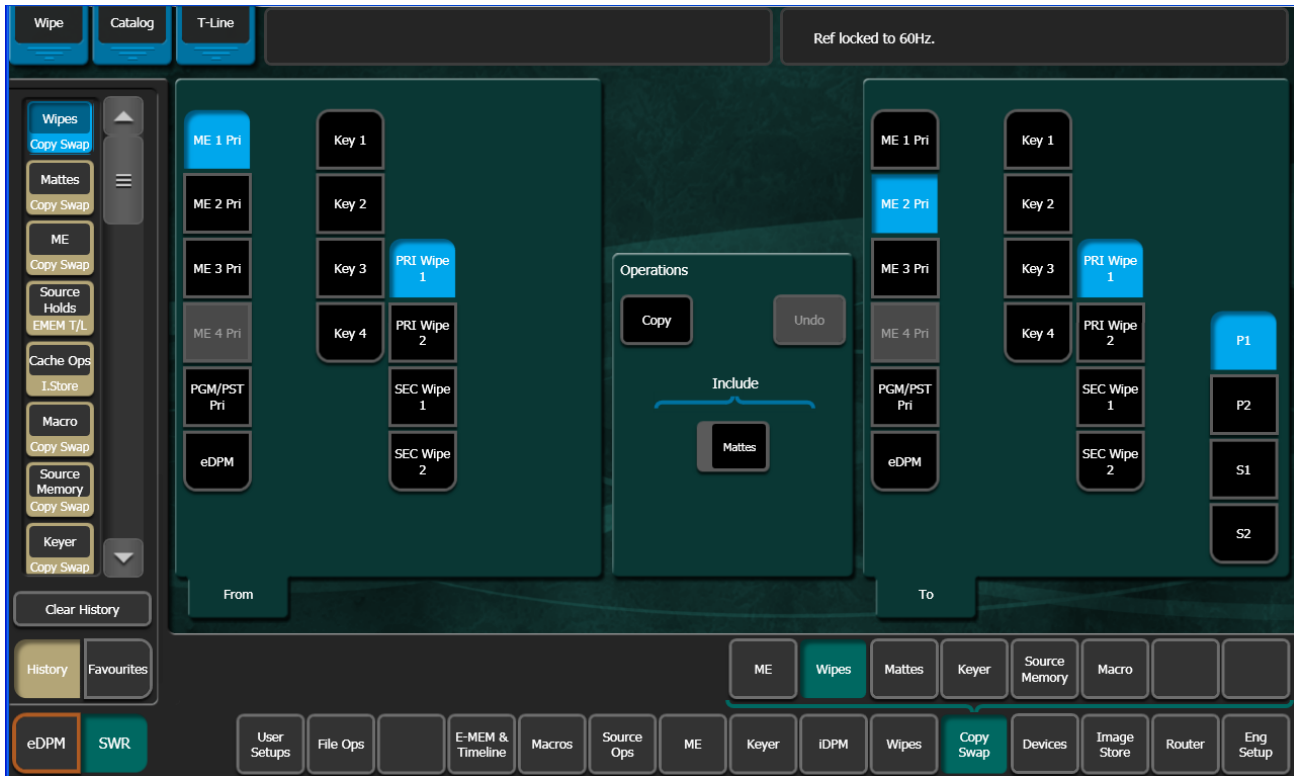 Wipe
Catalog
T-Line
Ref locked to 60Hz.
Wipes
Copy Swap
Mattes
Copy Swap
ME
Copy Swap
Source
Holds
EMEM T/L
Cache Ops
I.Store
Macro
Copy Swap
Source
Memory
Copy Swap
Keyer
Copy Swap
Clear History
History
Favourites
ME 1 Pri
ME 2 Pri
ME 3 Pri
ME 4 Pri
PGM/PST
Pri
eDPM
Key 1
Key 2
Key 3
Key 4
PRI Wipe
1
PRI Wipe
2
SEC Wipe
1
SEC Wipe
2
From
Operations
Copy
Undo
Include
Mattes
ME 1 Pri
ME 2 Pri
ME 3 Pri
ME 4 Pri
PGM/PST
Pri
eDPM
Key 1
Key 2
Key 3
Key 4
PRI Wipe
1
PRI Wipe
2
SEC Wipe
1
SEC Wipe
2
P1
P2
S1
S2
To
ME
Wipes
Mattes
Keyer
Source
Memory
Macro
eDPM
SWR
User
Setups
File Ops
E-MEM &
Timeline
Macros
Source
Ops
ME
Keyer
iDPM
Wipes
Copy
Swap
Devices
Image
Store
Router
Eng
Setup